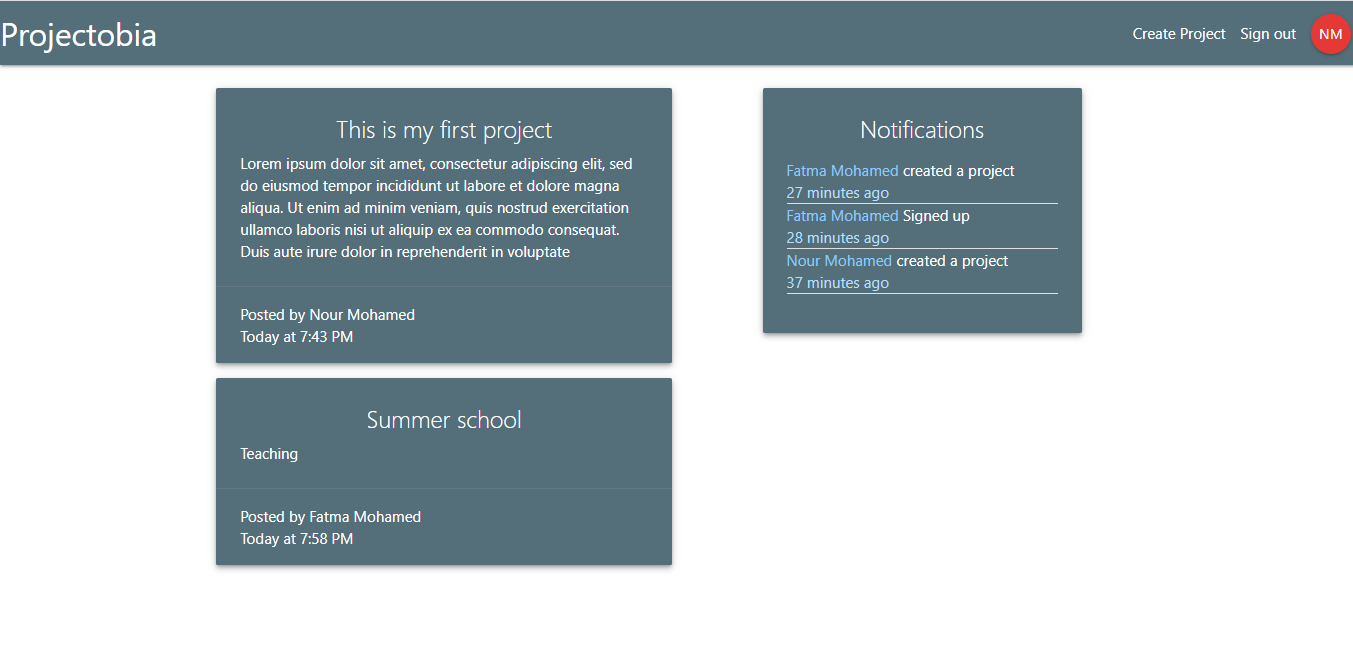 Projectobia
Create Project Sign out NM
This is my first project
Lorem ipsum dolor sit amet, consectetur adipiscing elit, sed
do eiusmod tempor incididunt ut labore et dolore magna
aliqua. Ut enim ad minim veniam, quis nostrud exercitation
ullamco laboris nisi ut aliquip ex ea commodo consequat.
Duis aute irure dolor in reprehenderit in voluptate
Posted by Nour Mohamed
Today at 7:43 PM
Summer school
Teaching
Posted by Fatma Mohamed
Today at 7:58 PM
Notifications
Fatma Mohamed created a project
27 minutes ago
Fatma Mohamed Signed up
28 minutes ago
Nour Mohamed created a project
37 minutes ago